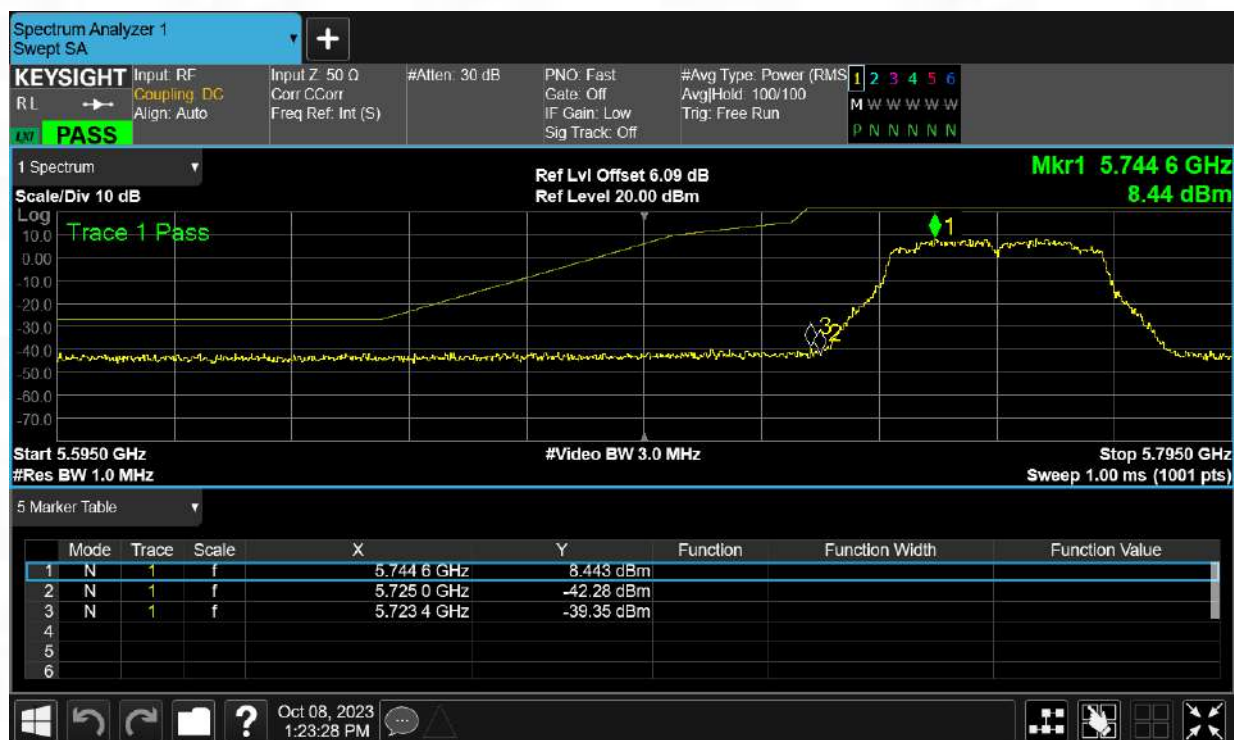 Spectrum Analyzer 1
Swept SA
+
KEYSIGHT Input: RF Input Z: 50 Ω #Atten: 30 dB PNO: Fast #Avg Type: Power (RMS 1 2 3 4 5 6
RL Coupling: DC Corr CCorr Gate: Off Avg|Hold: 100/100 M W W W W W
Align: Auto Freq Ref: Int (S) IF Gain: Low Trig: Free Run
LXI PASS Sig Track: Off P N N N N N
1 Spectrum
Ref Lvl Offset 6.09 dB Mkr1 5.744 6 GHz
Scale/Div 10 dB Ref Level 20.00 dBm 8.44 dBm
Log
Trace 1 Pass
1
10.0
0.00
-10.0
-20.0
-30.0
3
2
-40.0
-50.0
-60.0
-70.0
Start 5.5950 GHz #Video BW 3.0 MHz Stop 5.7950 GHz
#Res BW 1.0 MHz Sweep 1.00 ms (1001 pts)
5 Marker Table
Mode Trace Scale X Y Function Function Width Function Value
1 N 1 f 5.744 6 GHz 8.443 dBm
2 N 1 f 5.725 0 GHz -42.28 dBm
3 N 1 f 5.723 4 GHz -39.35 dBm
4
5
6
? Oct 08, 2023
1:23:28 PM